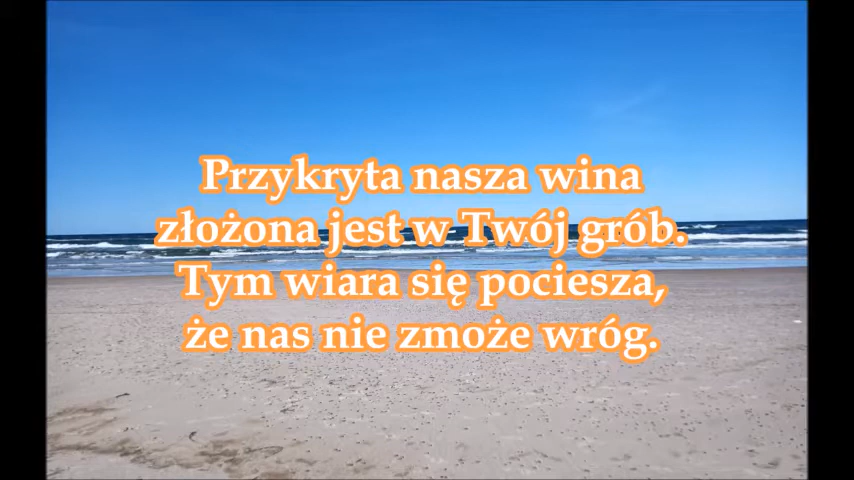 Przykryta nasza wina
złożona jest w Twój grób.
Tym wiara się pociesza,
że nas nie zmoże wróg.